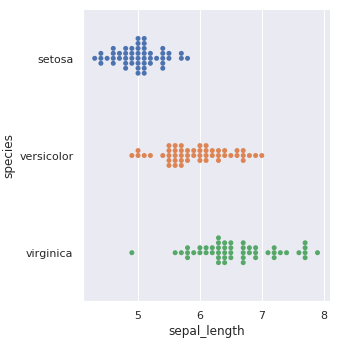 setosa
versicolor
virginica
species
5 6 7 8
sepal_length